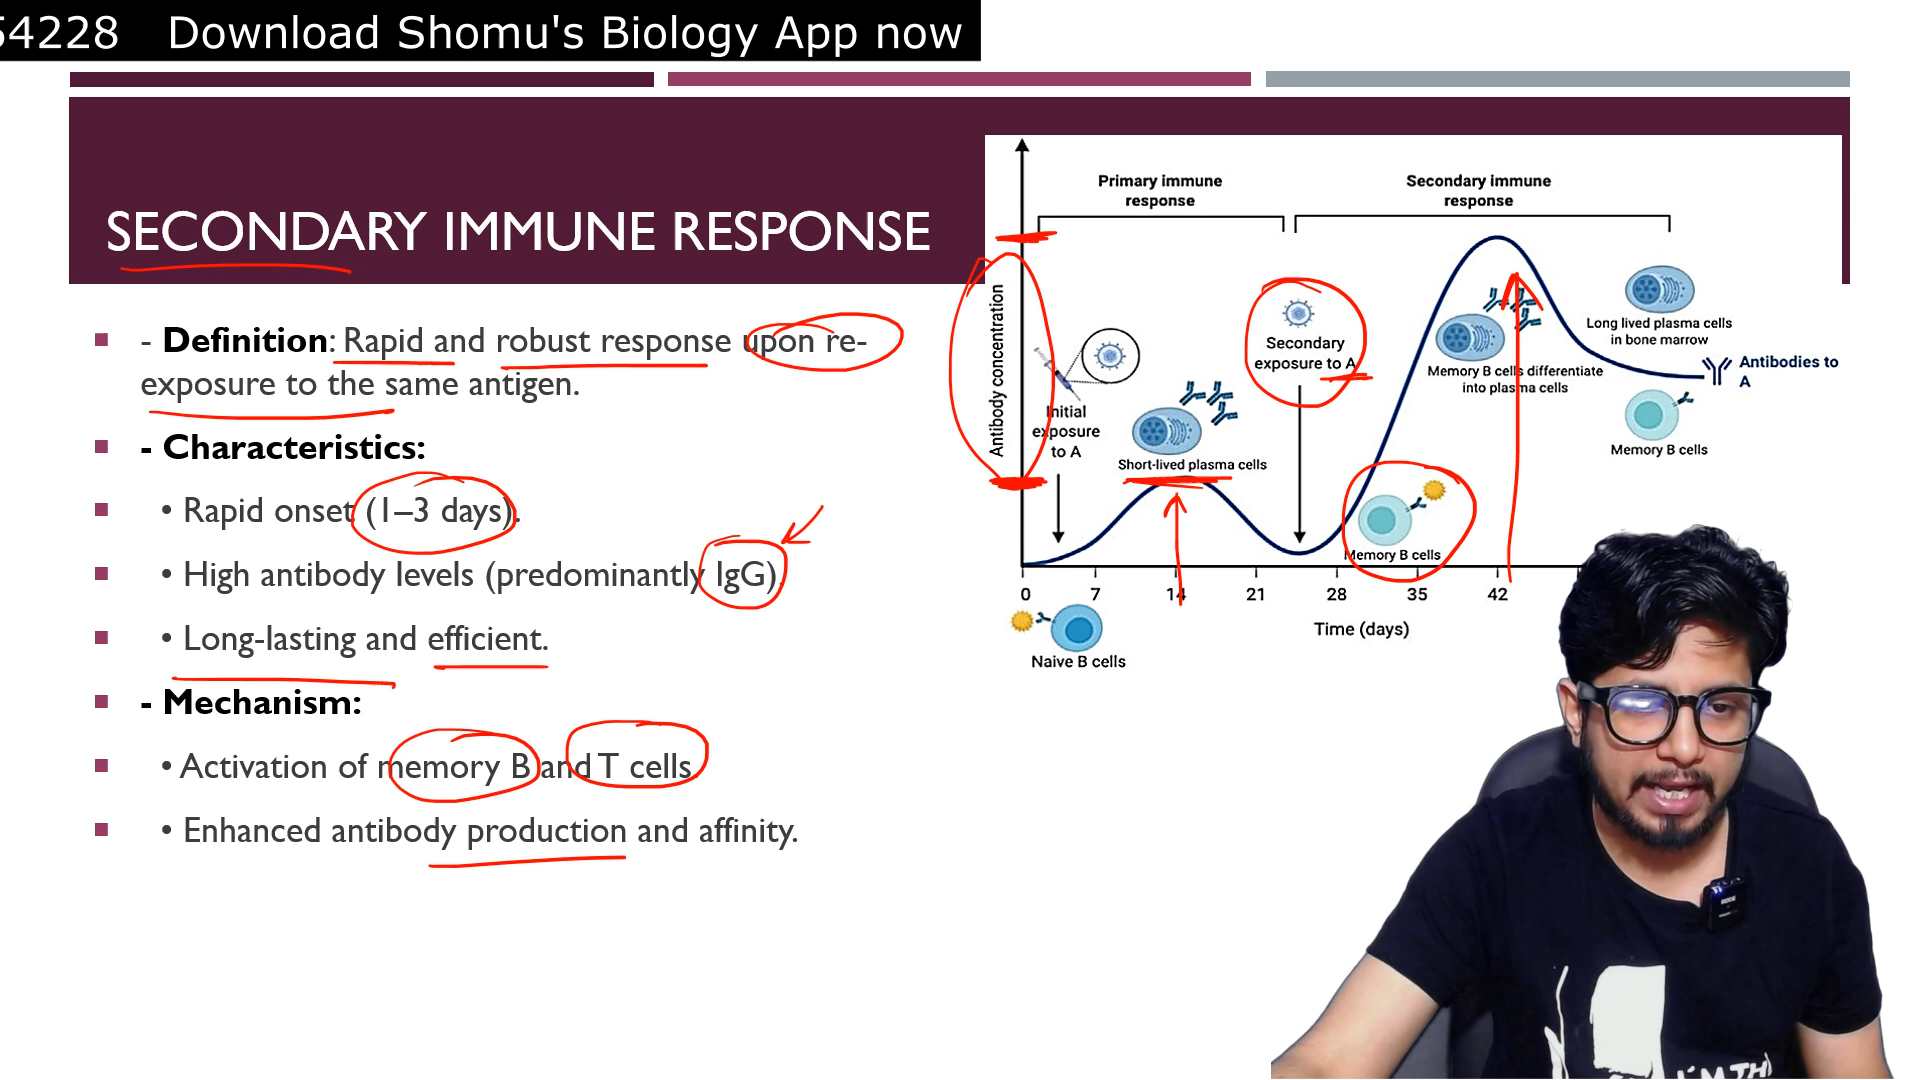 54228 Download Shomu's Biology App now
SECONDARY IMMUNE RESPONSE
- Definition: Rapid and robust response upon re-
exposure to the same antigen.
- Characteristics:
• Rapid onset (1–3 days).
• High antibody levels (predominantly IgG).
• Long-lasting and efficient.
- Mechanism:
• Activation of memory B and T cells.
• Enhanced antibody production and affinity.
Primary immune
response
Secondary immune
response
Antibody concentration
Initial
exposure
to A
Short-lived plasma cells
Secondary
exposure to A
Memory B cells
Memory B cells differentiate
into plasma cells
Long lived plasma cells
in bone marrow
Antibodies to
A
Memory B cells
0 7 14 21 28 35 42
Time (days)
Naive B cells
I'M TH